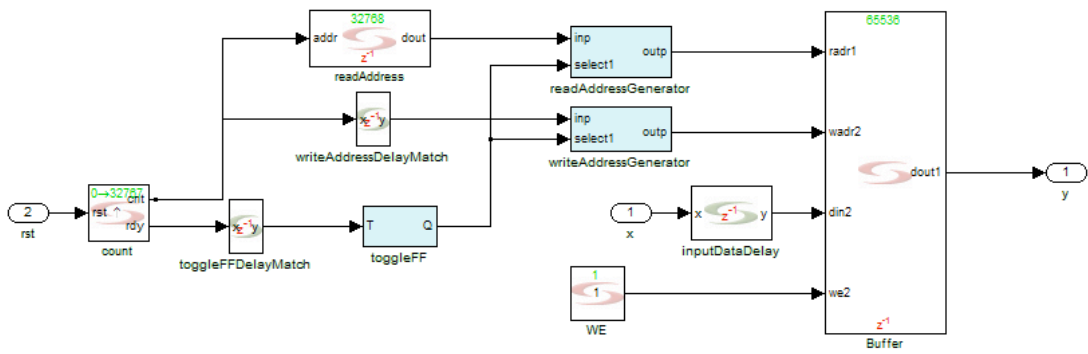 32768
addr
dout
z⁻¹
readAddress
inp
outp
select1
readAddressGenerator
65536
radr1
x z⁻¹ y
writeAddressDelayMatch
inp
outp
select1
writeAddressGenerator
wadr2
dout1
1
y
0→32767
cnt
2
rst
rst
rdy
count
x z⁻¹ y
toggleFFDelayMatch
T
Q
toggleFF
1
x
x
z⁻¹
y
inputDataDelay
din2
1
1
WE
we2
z⁻¹
Buffer